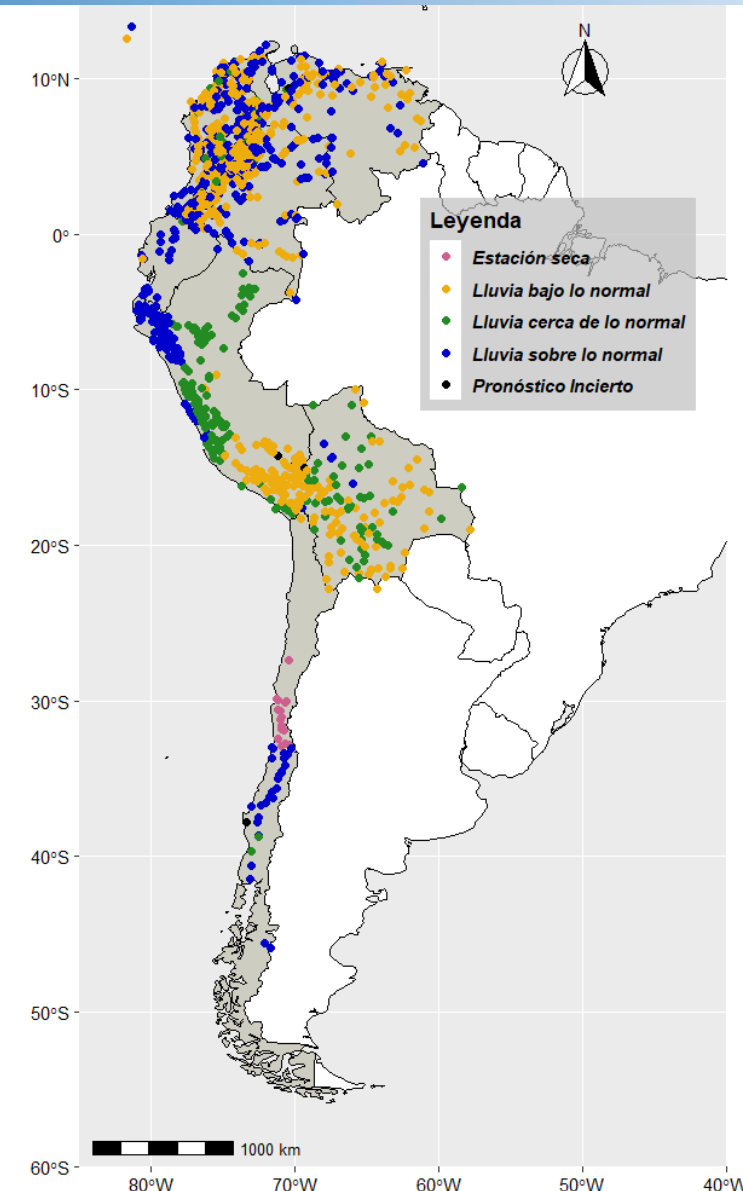 N
10°N
0°
10°S
20°S
30°S
40°S
50°S
60°S
Leyenda
Estación seca
Lluvia bajo lo normal
Lluvia cerca de lo normal
Lluvia sobre lo normal
Pronóstico Incierto
1000 km
80°W
70°W
60°W
50°W
40°W